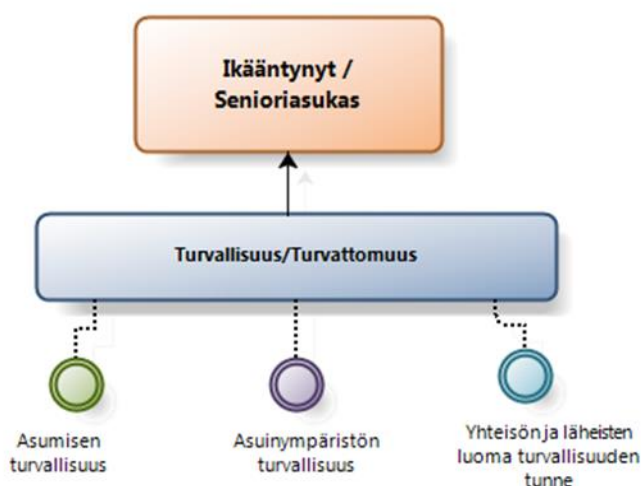 Ikääntynyt /
Senioriasukas
Turvallisuus/Turvattomuus
Asumisen
turvallisuus
Asuinympäristön
turvallisuus
Yhteisön ja läheisten
luoma turvallisuuden
tunne